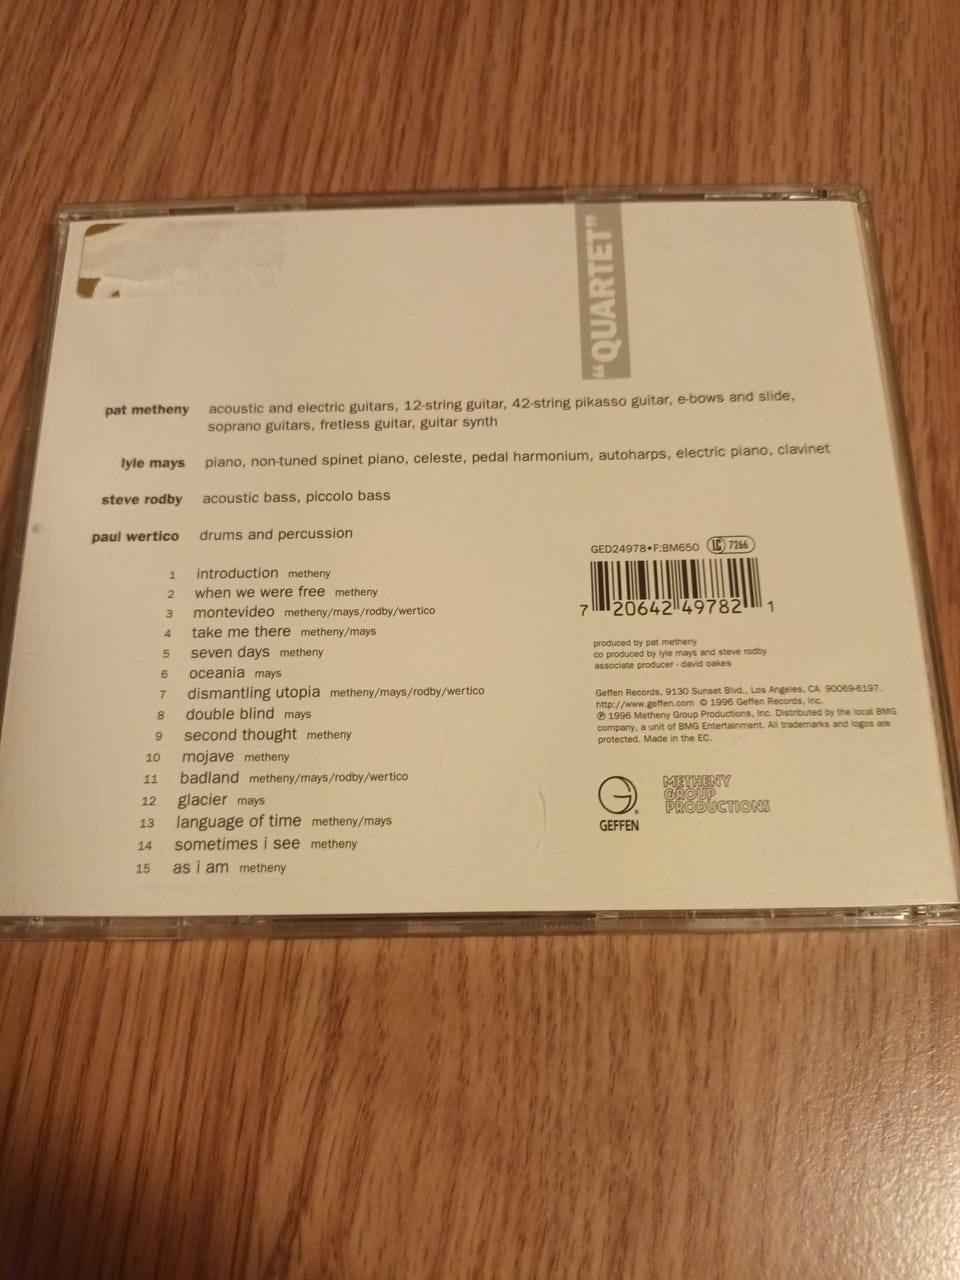 "QUARTET"
pat metheny acoustic and electric guitars, 12-string guitar, 42-string pikasso guitar, e-bows and slide,
soprano guitars, fretless guitar, guitar synth
lyle mays piano, non-tuned spinet piano, celeste, pedal harmonium, autoharps, electric piano, clavinet
steve rodby acoustic bass, piccolo bass
paul wertico drums and percussion
1 introduction metheny
2 when we were free metheny
3 montevideo metheny/mays/rodby/wertico
4 take me there metheny/mays
5 seven days metheny
6 oceania mays
7 dismantling utopia metheny/mays/rodby/wertico
8 double blind mays
9 second thought metheny
10 mojave metheny
11 badland metheny/mays/rodby/wertico
12 glacier mays
13 language of time metheny/mays
14 sometimes i see metheny
15 as i am metheny
GED24978•F:BM650 LC 7266
7 20642 49782 1
produced by pat metheny
co produced by lyle mays and steve rodby
associate producer - david oakes
Geffen Records, 9130 Sunset Blvd., Los Angeles, CA 90069-6197.
http://www.geffen.com © 1996 Geffen Records, Inc.
℗ 1996 Metheny Group Productions, Inc. Distributed by the local BMG
company, a unit of BMG Entertainment. All trademarks and logos are
protected. Made in the EC.
G ®
GEFFEN
METHENY
GROUP
PRODUCTIONS